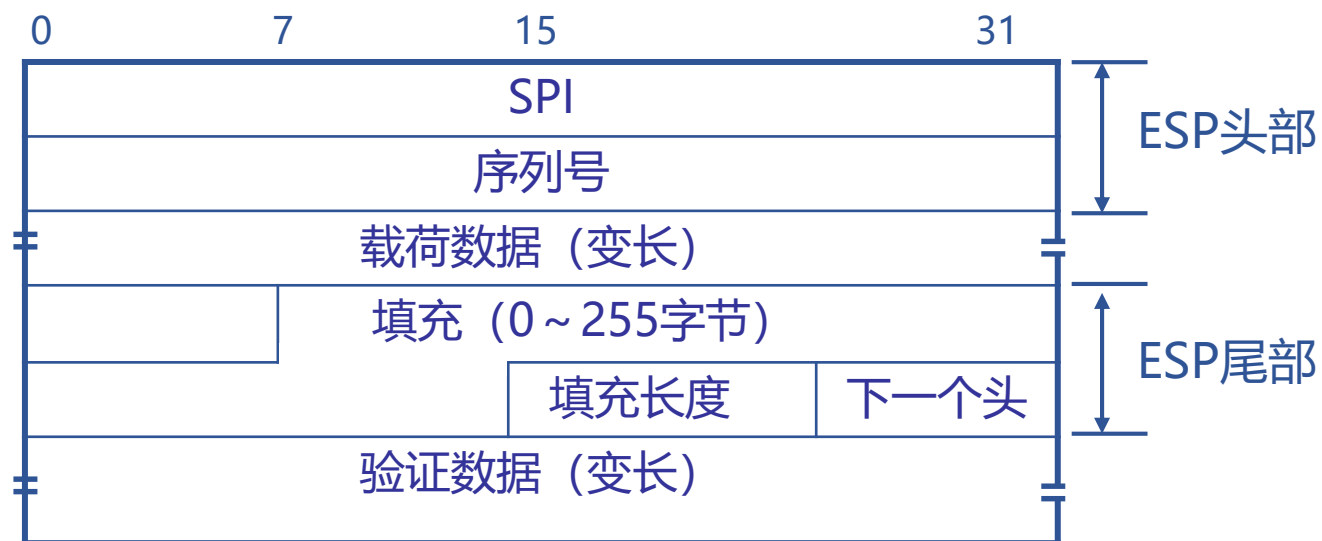 0 7 15 31
SPI
ESP头部
序列号
载荷数据（变长）
填充（0~255字节）
ESP尾部
填充长度 下一个头
验证数据（变长）